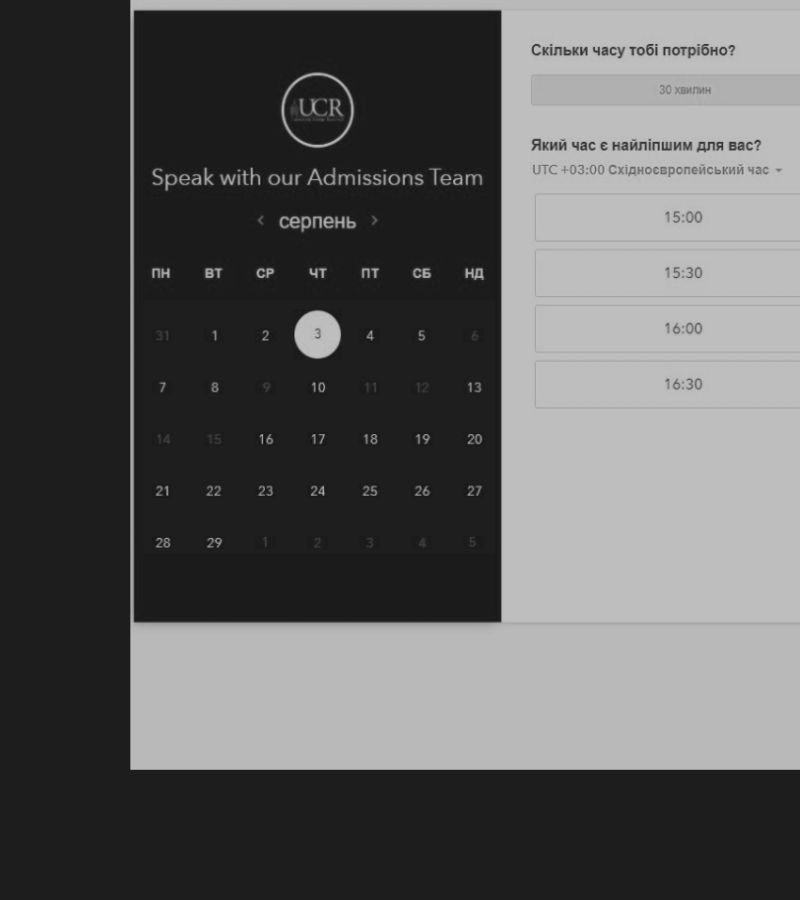 UCR
Speak with our Admissions Team
‹ серпень ›
ПН ВТ СР ЧТ ПТ СБ НД
31 1 2 3 4 5 6
7 8 9 10 11 12 13
14 15 16 17 18 19 20
21 22 23 24 25 26 27
28 29 1 2 3 4 5
Скільки часу тобі потрібно?
30 хвилин
Який час є найліпшим для вас?
UTC +03:00 Східноєвропейський час
15:00
15:30
16:00
16:30